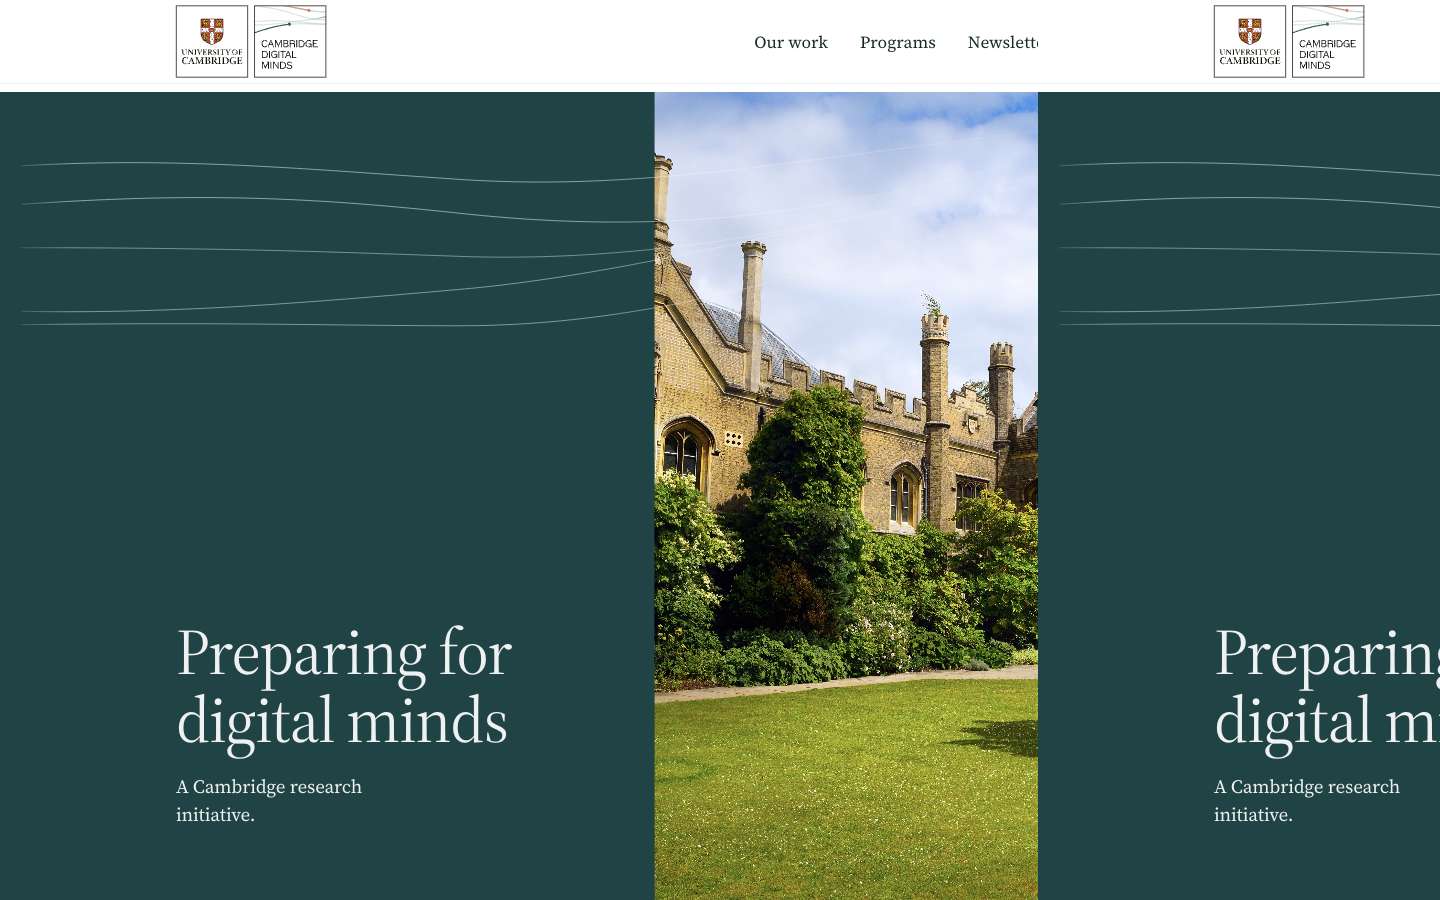 UNIVERSITY OF
CAMBRIDGE
CAMBRIDGE
DIGITAL
MINDS
Our work
Programs
UNIVERSITY OF
CAMBRIDGE
CAMBRIDGE
DIGITAL
MINDS
Preparing for
digital minds
A Cambridge research
initiative.
digital
A Cambridge research
initiative.